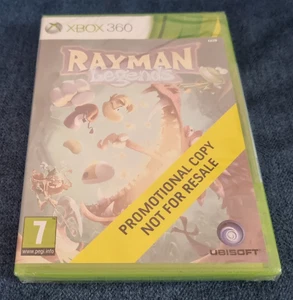 XBOX 360
RAYMAN
Legends
PROMOTIONAL COPY
NOT FOR RESALE
7
www.pegi.info
UBISOFT